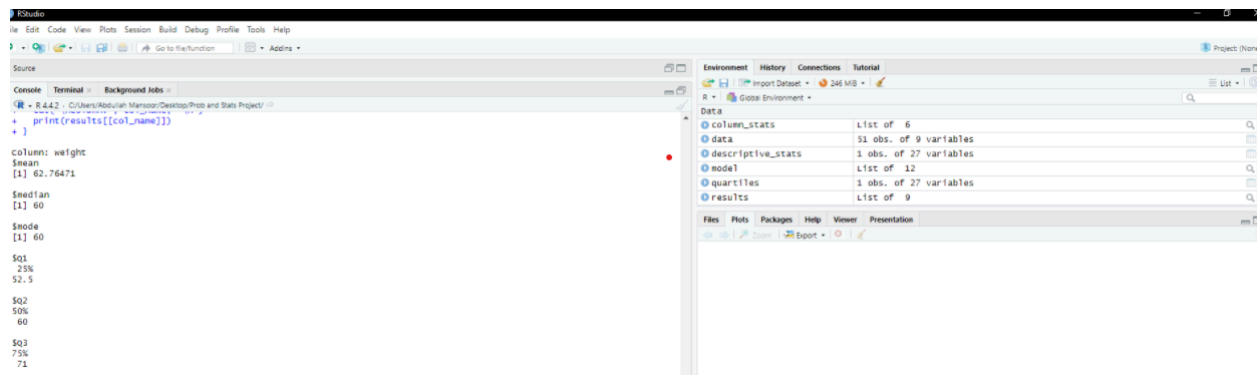 RStudio
ile Edit Code View Plots Session Build Debug Profile Tools Help
Go to file/function
Addins
Project: (None
Source
Console Terminal Background Jobs
R 4.4.2 · C:/Users/Abdullah Mansoor/Desktop/Prob and Stats Project/
+ print(results[[col_name]])
+ }
Column: weight
$mean
[1] 62.76471
$median
[1] 60
$mode
[1] 60
$Q1
25%
52.5
$Q2
50%
60
$Q3
75%
71
Environment History Connections Tutorial
Import Dataset 246 MiB List
R Global Environment
Data
column_stats List of 6
data 51 obs. of 9 variables
descriptive_stats 1 obs. of 27 variables
model List of 12
quartiles 1 obs. of 27 variables
results List of 9
Files Plots Packages Help Viewer Presentation
Zoom Export